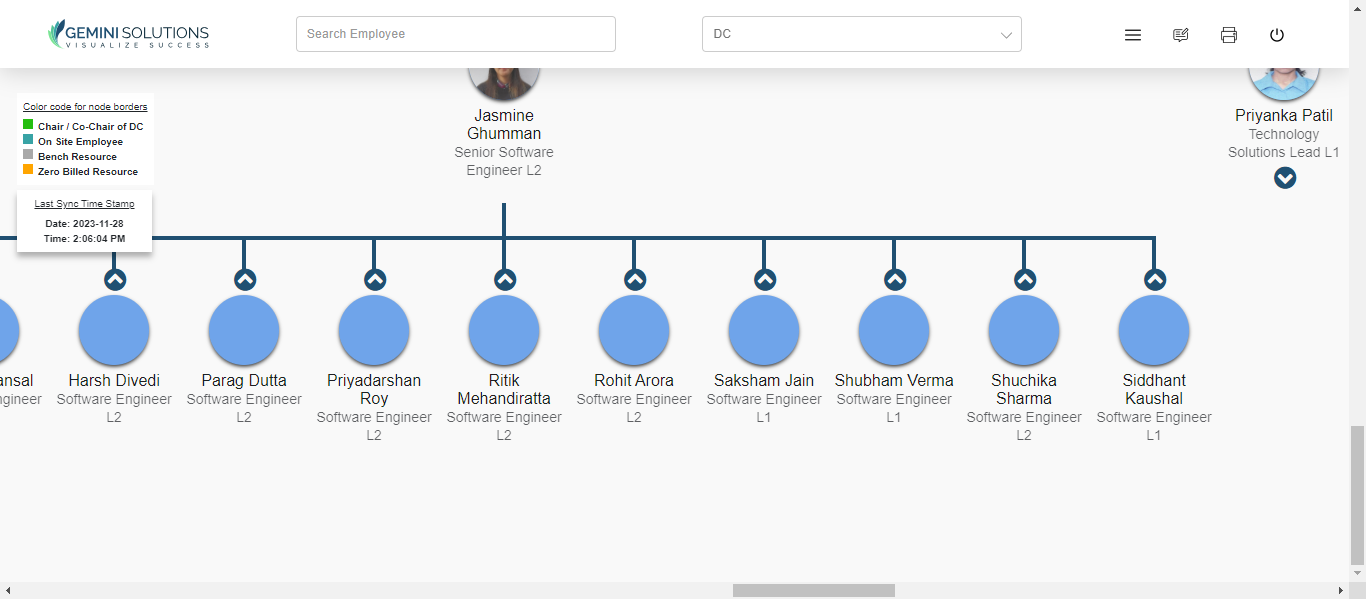 GEMINI SOLUTIONS
VISUALIZE SUCCESS
Search Employee
DC
Jasmine
Ghumman
Senior Software
Engineer L2
Priyanka Patil
Technology
Solutions Lead L1
Color code for node borders
Chair / Co-Chair of DC
On Site Employee
Bench Resource
Zero Billed Resource
Last Sync Time Stamp
Date: 2023-11-28
Time: 2:06:04 PM
Harsh Divedi
Software Engineer
L2
Parag Dutta
Software Engineer
L2
Priyadarshan
Roy
Software Engineer
L2
Ritik
Mehandiratta
Software Engineer
L2
Rohit Arora
Software Engineer
L2
Saksham Jain
Software Engineer
L1
Shubham Verma
Software Engineer
L1
Shuchika
Sharma
Software Engineer
L2
Siddhant
Kaushal
Software Engineer
L1